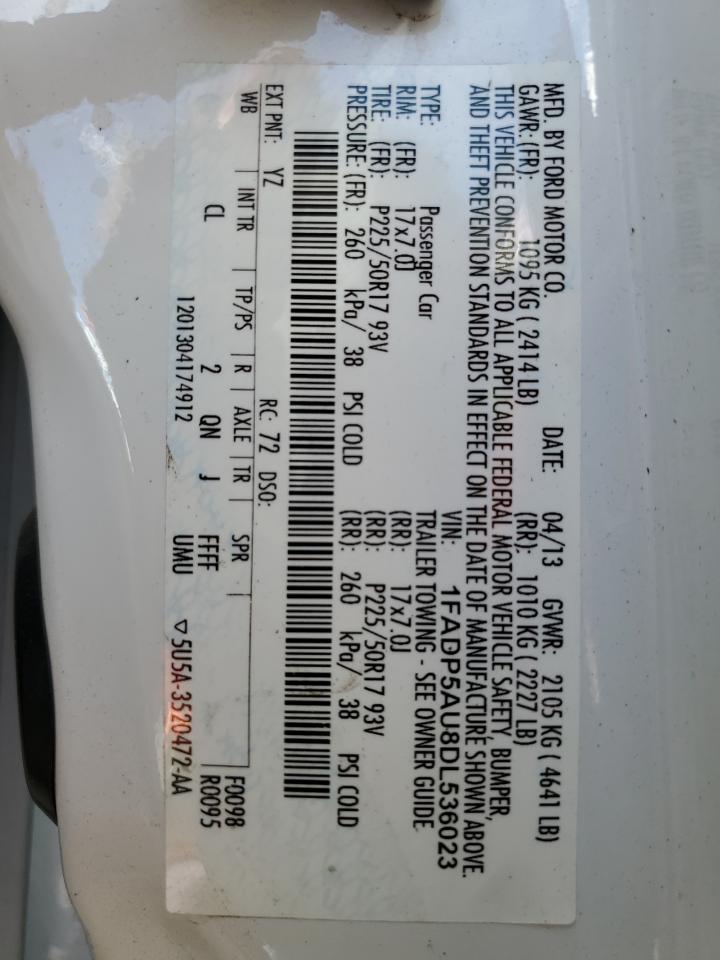 MFD. BY FORD MOTOR CO. DATE: 04/13 GVWR: 2105 KG ( 4641 LB)
GAWR: (FR): 1095 KG ( 2414 LB) (RR): 1010 KG ( 2227 LB)
THIS VEHICLE CONFORMS TO ALL APPLICABLE FEDERAL MOTOR VEHICLE SAFETY, BUMPER,
AND THEFT PREVENTION STANDARDS IN EFFECT ON THE DATE OF MANUFACTURE SHOWN ABOVE.
VIN: 1FADP5AU8DL536023
TYPE: Passenger Car TRAILER TOWING - SEE OWNER GUIDE
RIM: (FR): 17x7.0J (RR): 17x7.0J
TIRE: (FR): P225/50R17 93V (RR): P225/50R17 93V
PRESSURE: (FR): 260 kPa/ 38 PSI COLD (RR): 260 kPa/ 38 PSI COLD
EXT PNT: YZ RC: 72 DSO:
WB INT TR TP/PS R AXLE TR SPR F0098
CL 2 QN J FFFF R0095
1201304174912 UMU ▽5U5A-3520472-AA